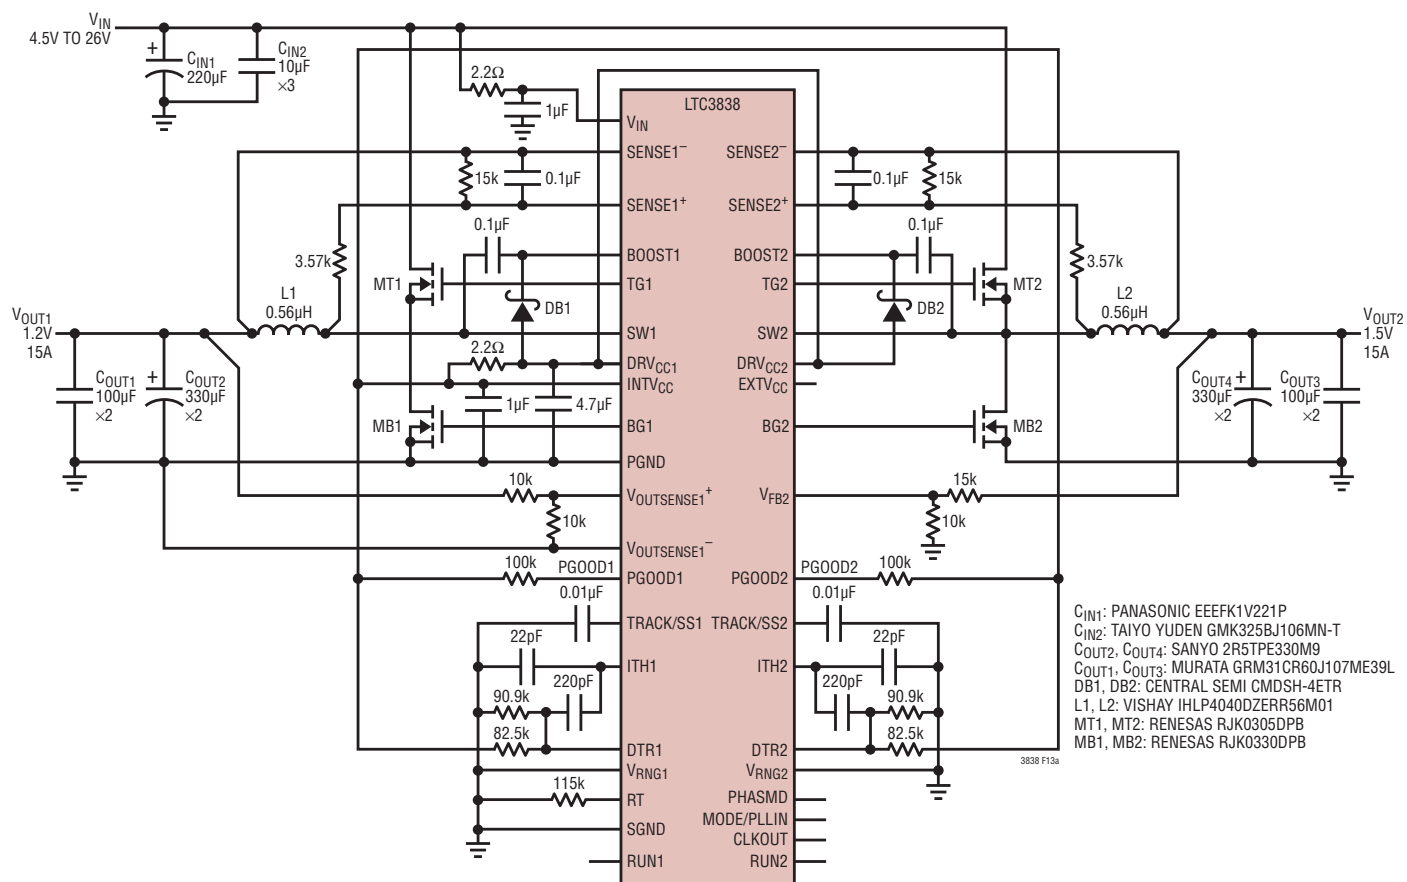 VIN
4.5V TO 26V
CIN1
220µF
CIN2
10µF
×3
2.2Ω
1µF
LTC3838
VIN
SENSE1– SENSE2–
15k 0.1µF 0.1µF 15k
SENSE1+ SENSE2+
0.1µF 0.1µF
BOOST1 BOOST2
3.57k 3.57k
MT1 TG1 TG2 MT2
DB1 DB2
L1
0.56µH
L2
0.56µH
VOUT1
1.2V
15A
VOUT2
1.5V
15A
SW1 SW2
2.2Ω
DRVCC1 DRVCC2
INTVCC EXTVCC
COUT1
100µF
×2
COUT2
330µF
×2
1µF 4.7µF
COUT4
330µF
×2
COUT3
100µF
×2
MB1 BG1 BG2 MB2
PGND
10k 15k
VOUTSENSE1+ VFB2
10k 10k
VOUTSENSE1–
100k PGOOD1 PGOOD2 100k
PGOOD1 PGOOD2
0.01µF 0.01µF
TRACK/SS1 TRACK/SS2
22pF 22pF
ITH1 ITH2
220pF 220pF
90.9k 90.9k
82.5k 82.5k
DTR1 DTR2
VRNG1 VRNG2
115k
RT PHASMD
MODE/PLLIN
SGND CLKOUT
RUN1 RUN2
CIN1: PANASONIC EEEFK1V221P
CIN2: TAIYO YUDEN GMK325BJ106MN-T
COUT2, COUT4: SANYO 2R5TPE330M9
COUT1, COUT3: MURATA GRM31CR60J107ME39L
DB1, DB2: CENTRAL SEMI CMDSH-4ETR
L1, L2: VISHAY IHLP4040DZERR56M01
MT1, MT2: RENESAS RJK0305DPB
MB1, MB2: RENESAS RJK0330DPB
3838 F13a